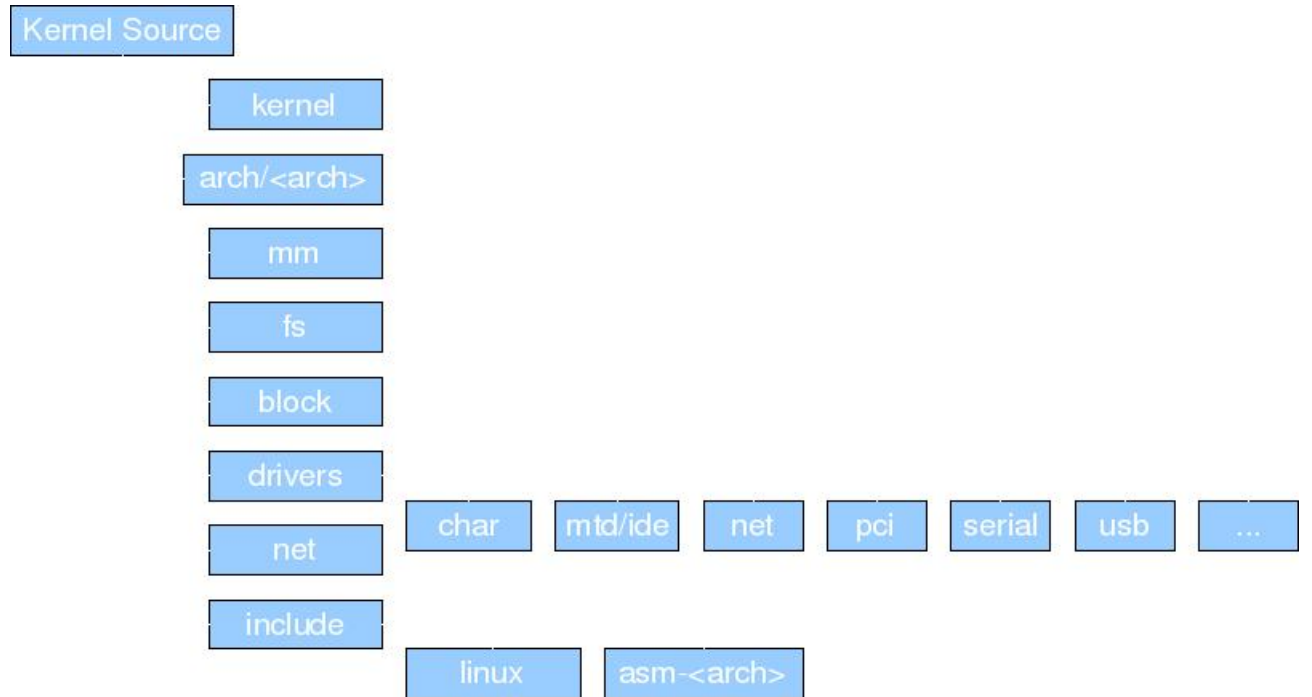 Kernel Source
kernel
arch/<arch>
mm
fs
block
drivers
char mtd/ide net pci serial usb ...
net
include
linux asm-<arch>